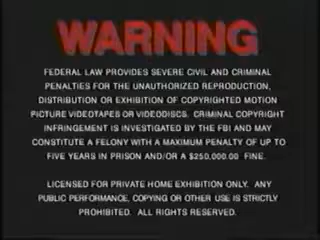 WARNING
FEDERAL LAW PROVIDES SEVERE CIVIL AND CRIMINAL
PENALTIES FOR THE UNAUTHORIZED REPRODUCTION,
DISTRIBUTION OR EXHIBITION OF COPYRIGHTED MOTION
PICTURE VIDEOTAPES OR VIDEODISCS. CRIMINAL COPYRIGHT
INFRINGEMENT IS INVESTIGATED BY THE FBI AND MAY
CONSTITUTE A FELONY WITH A MAXIMUM PENALTY OF UP TO
FIVE YEARS IN PRISON AND/OR A $250,000.00 FINE.
LICENSED FOR PRIVATE HOME EXHIBITION ONLY. ANY
PUBLIC PERFORMANCE, COPYING OR OTHER USE IS STRICTLY
PROHIBITED. ALL RIGHTS RESERVED.